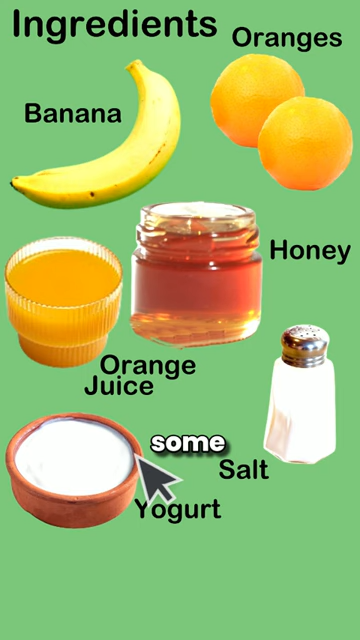 Ingredients
Oranges
Banana
Honey
Orange
Juice
some
Salt
Yogurt